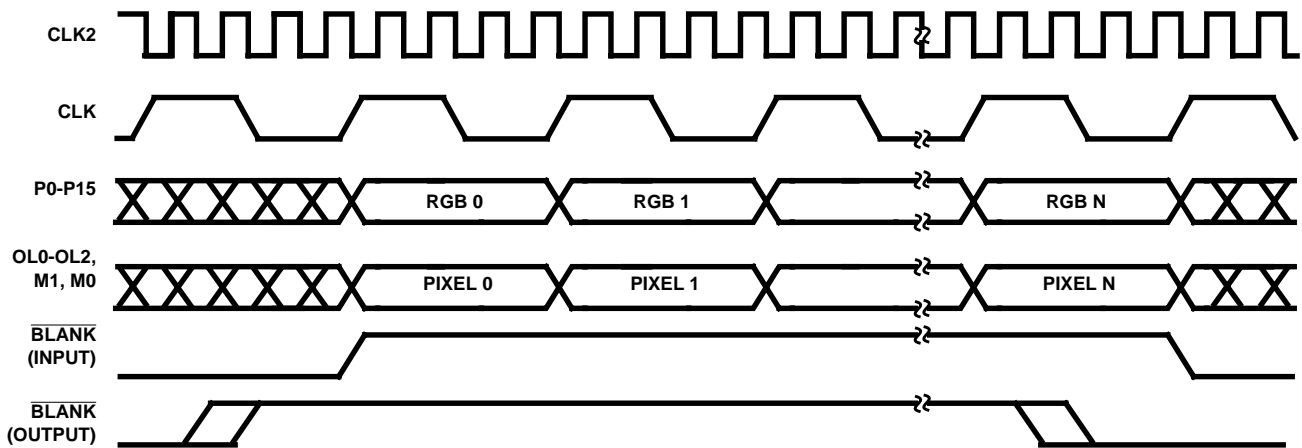 CLK2
CLK
P0-P15
RGB 0 RGB 1 RGB N
OL0-OL2,
M1, M0
PIXEL 0 PIXEL 1 PIXEL N
BLANK
(INPUT)
BLANK
(OUTPUT)